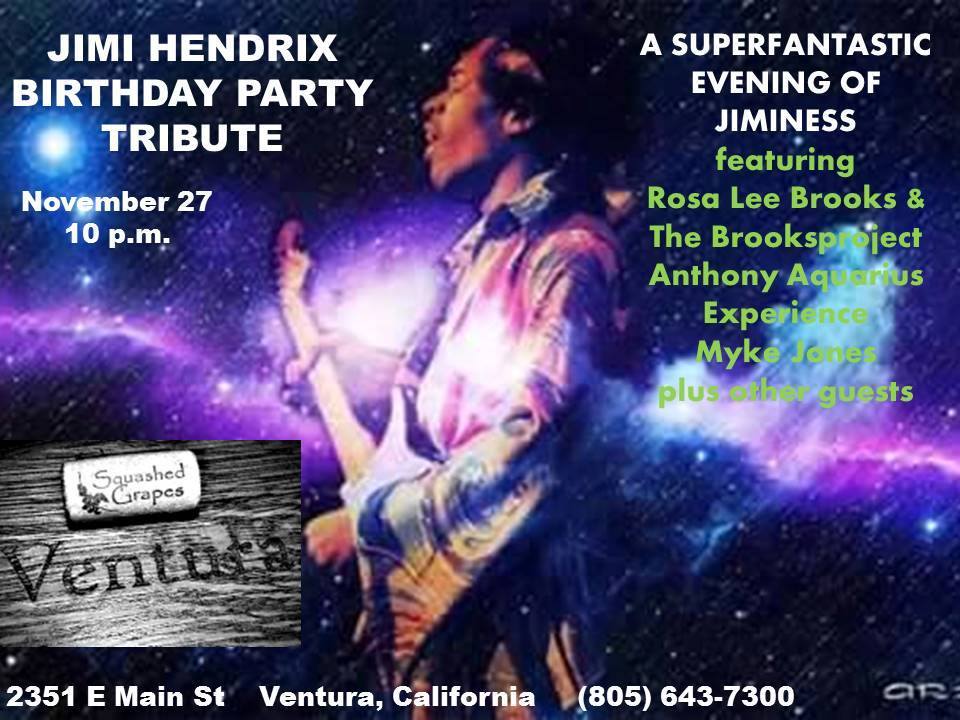 JIMI HENDRIX
BIRTHDAY PARTY
TRIBUTE
November 27
10 p.m.
A SUPERFANTASTIC
EVENING OF
JIMINESS
featuring
Rosa Lee Brooks &
The Brooksproject
Anthony Aquarius
Experience
Myke Jones
plus other guests
Squashed
Grapes
Ventura
2351 E Main St Ventura, California (805) 643-7300